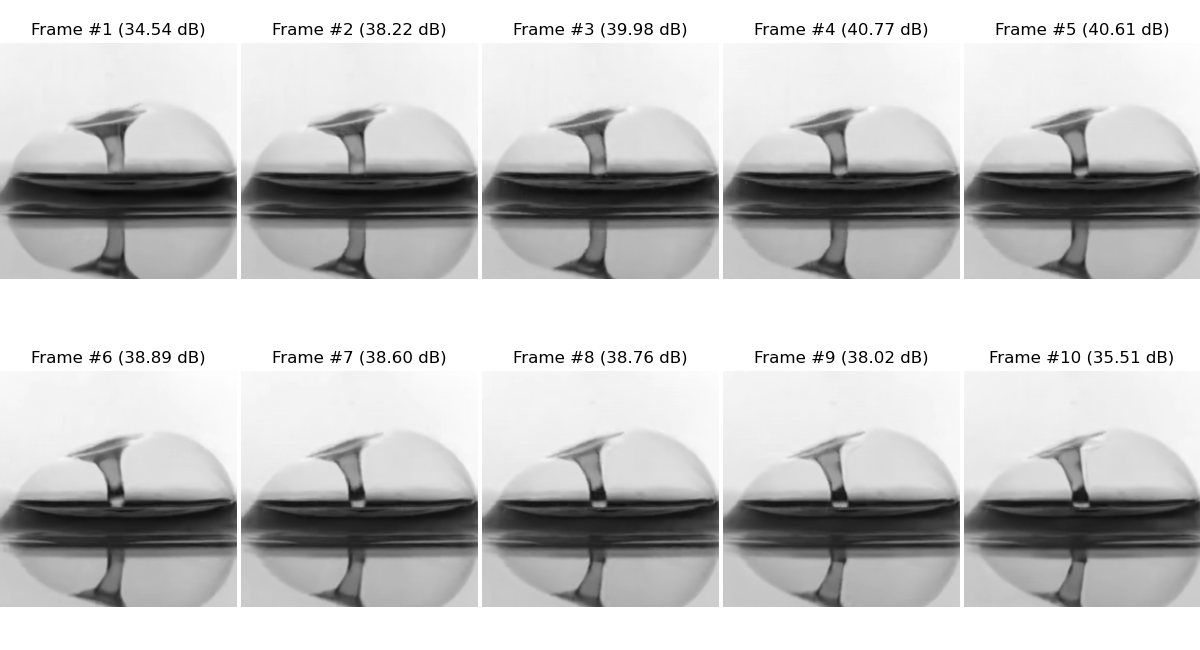 Frame #1 (34.54 dB)
Frame #2 (38.22 dB)
Frame #3 (39.98 dB)
Frame #4 (40.77 dB)
Frame #5 (40.61 dB)
Frame #6 (38.89 dB)
Frame #7 (38.60 dB)
Frame #8 (38.76 dB)
Frame #9 (38.02 dB)
Frame #10 (35.51 dB)